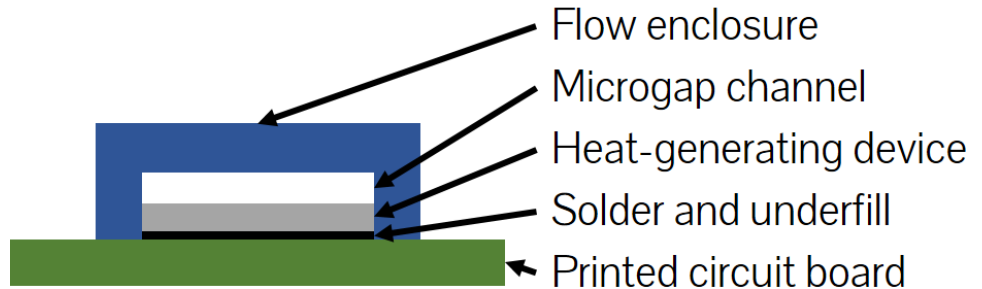 Flow enclosure
Microgap channel
Heat-generating device
Solder and underfill
Printed circuit board